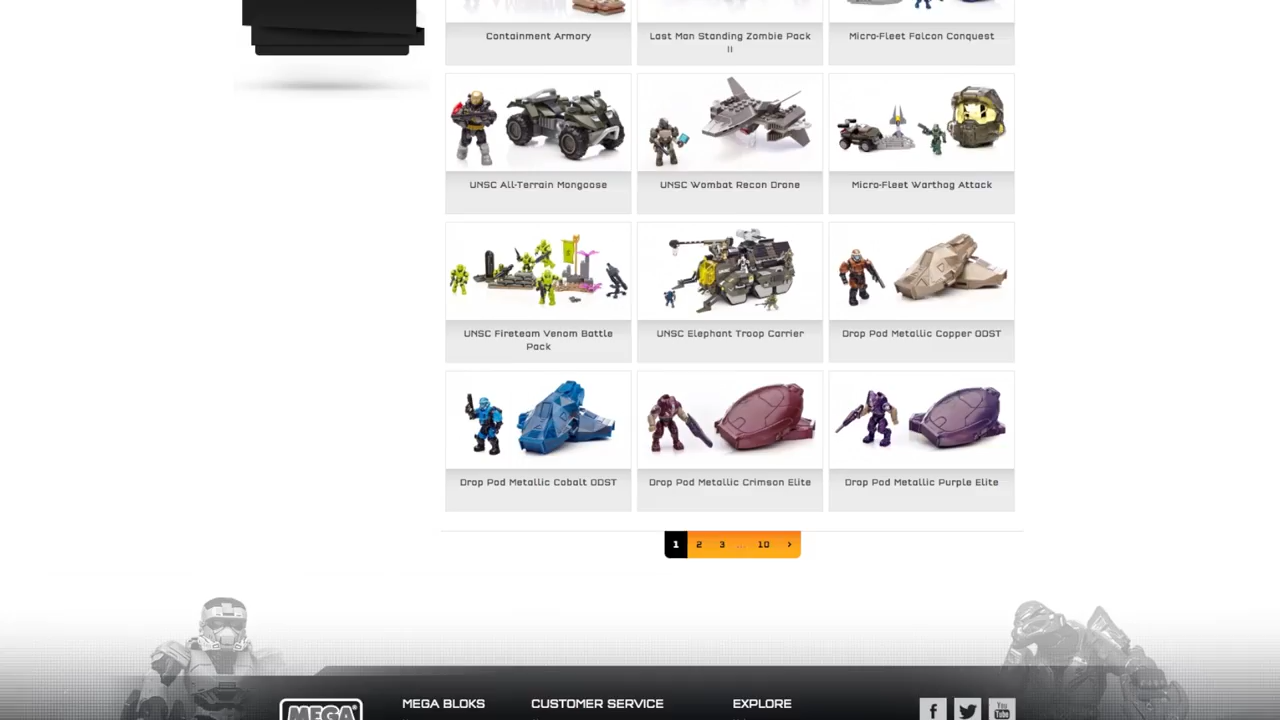 Containment Armory
Last Man Standing Zombie Pack
II
Micro-Fleet Falcon Conquest
UNSC All-Terrain Mongoose
UNSC Wombat Recon Drone
Micro-Fleet Warthog Attack
UNSC Fireteam Venom Battle
Pack
UNSC Elephant Troop Carrier
Drop Pod Metallic Copper ODST
Drop Pod Metallic Cobalt ODST
Drop Pod Metallic Crimson Elite
Drop Pod Metallic Purple Elite
1 2 3 ... 10 >
MEGA
MEGA BLOKS
CUSTOMER SERVICE
EXPLORE
f
You
Tube